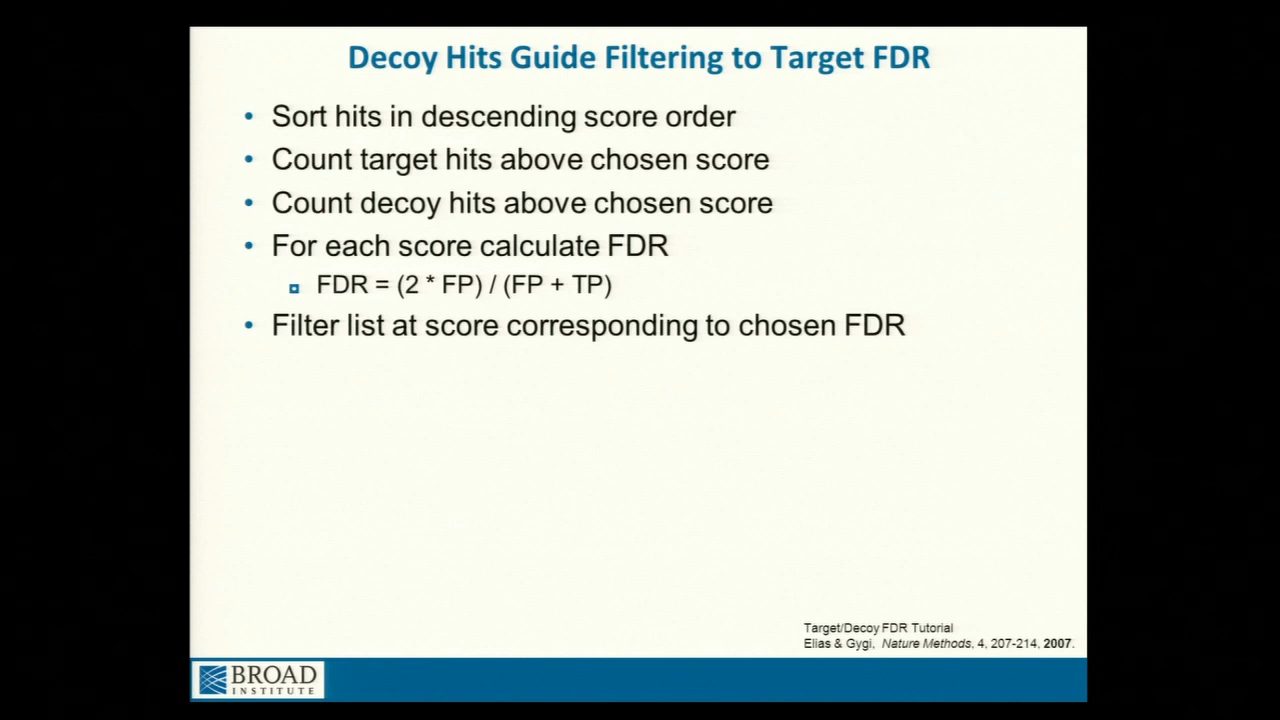 Decoy Hits Guide Filtering to Target FDR
• Sort hits in descending score order
• Count target hits above chosen score
• Count decoy hits above chosen score
• For each score calculate FDR
FDR = (2 * FP) / (FP + TP)
• Filter list at score corresponding to chosen FDR
Target/Decoy FDR Tutorial
Elias & Gygi, Nature Methods, 4, 207-214, 2007.
BROAD
INSTITUTE